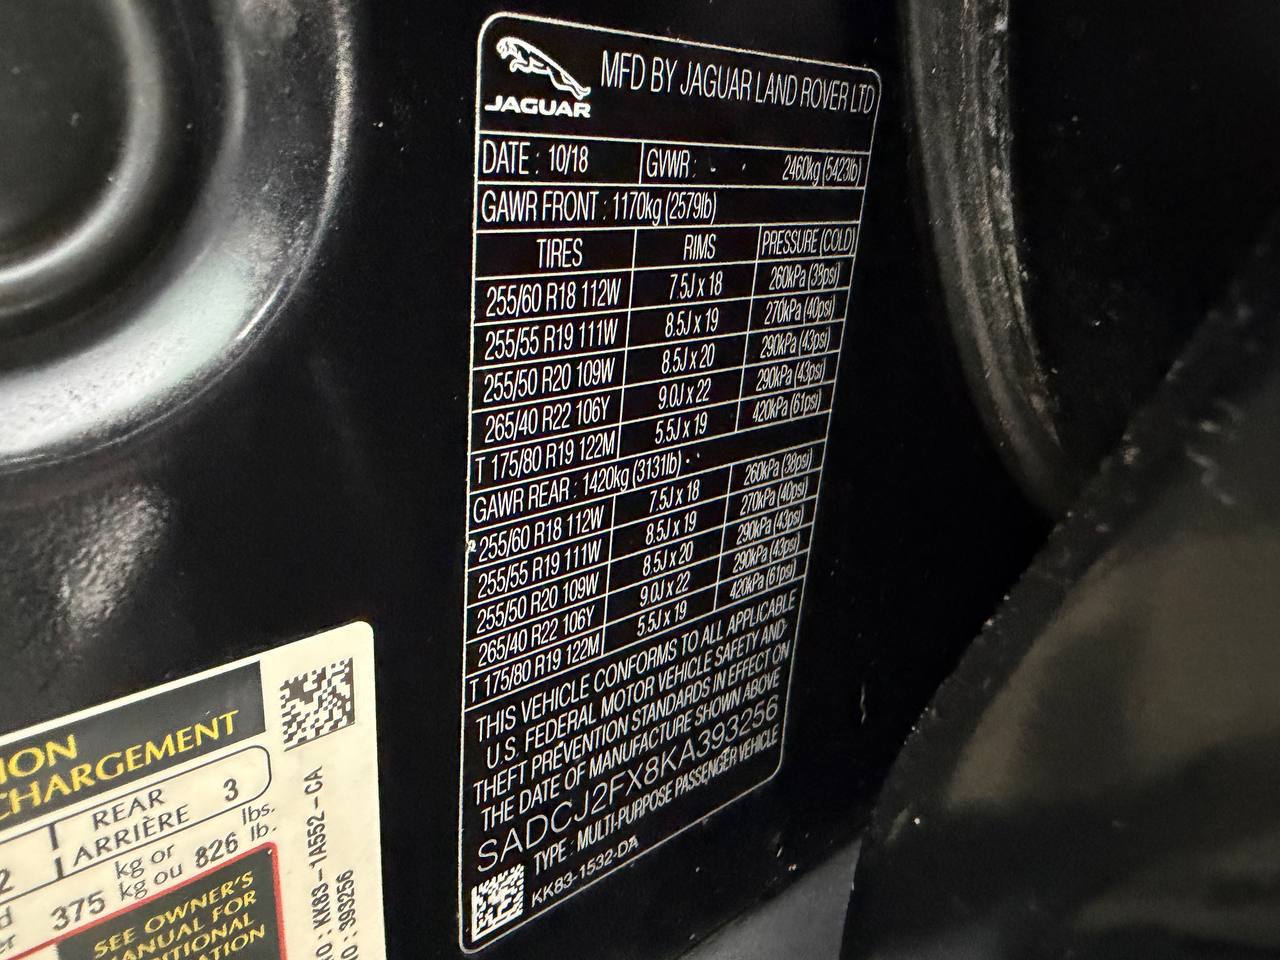 JAGUAR
MFD BY JAGUAR LAND ROVER LTD
DATE : 10/18 GVWR : 2460kg (5423lb)
GAWR FRONT : 1170kg (2579lb)
TIRES RIMS PRESSURE (COLD)
255/60 R18 112W 7.5J x 18 260kPa (38psi)
255/55 R19 111W 8.5J x 19 270kPa (40psi)
255/50 R20 109W 8.5J x 20 290kPa (43psi)
265/40 R22 106Y 9.0J x 22 290kPa (43psi)
T 175/80 R19 122M 5.5J x 19 420kPa (61psi)
GAWR REAR : 1420kg (3131lb)
255/60 R18 112W 7.5J x 18 260kPa (38psi)
255/55 R19 111W 8.5J x 19 270kPa (40psi)
255/50 R20 109W 8.5J x 20 290kPa (43psi)
265/40 R22 106Y 9.0J x 22 290kPa (43psi)
T 175/80 R19 122M 5.5J x 19 420kPa (61psi)
THIS VEHICLE CONFORMS TO ALL APPLICABLE
U.S. FEDERAL MOTOR VEHICLE SAFETY AND
THEFT PREVENTION STANDARDS IN EFFECT ON
THE DATE OF MANUFACTURE SHOWN ABOVE
SADCJ2FX8KA393256
TYPE : MULTI-PURPOSE PASSENGER VEHICLE
KK83-1532-DA
ION
CHARGEMENT
REAR
ARRIÈRE 3
2
kg or lbs.
375 kg ou 826 lb.
SEE OWNER'S
MANUAL FOR
KK83-1A552-CA
393256